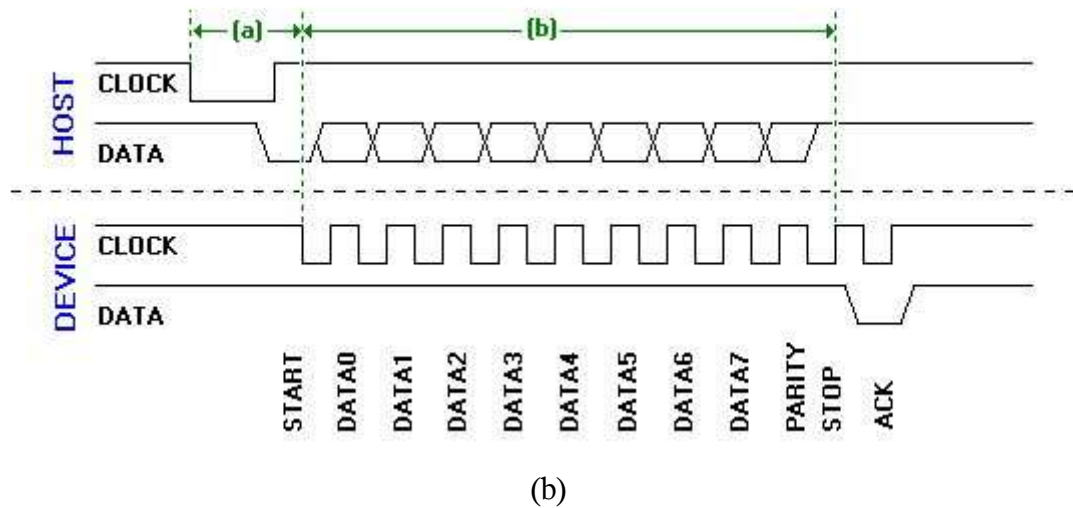 (a)
(b)
HOST
CLOCK
DATA
DEVICE
CLOCK
DATA
START
DATA0
DATA1
DATA2
DATA3
DATA4
DATA5
DATA6
DATA7
PARITY
STOP
ACK
(b)